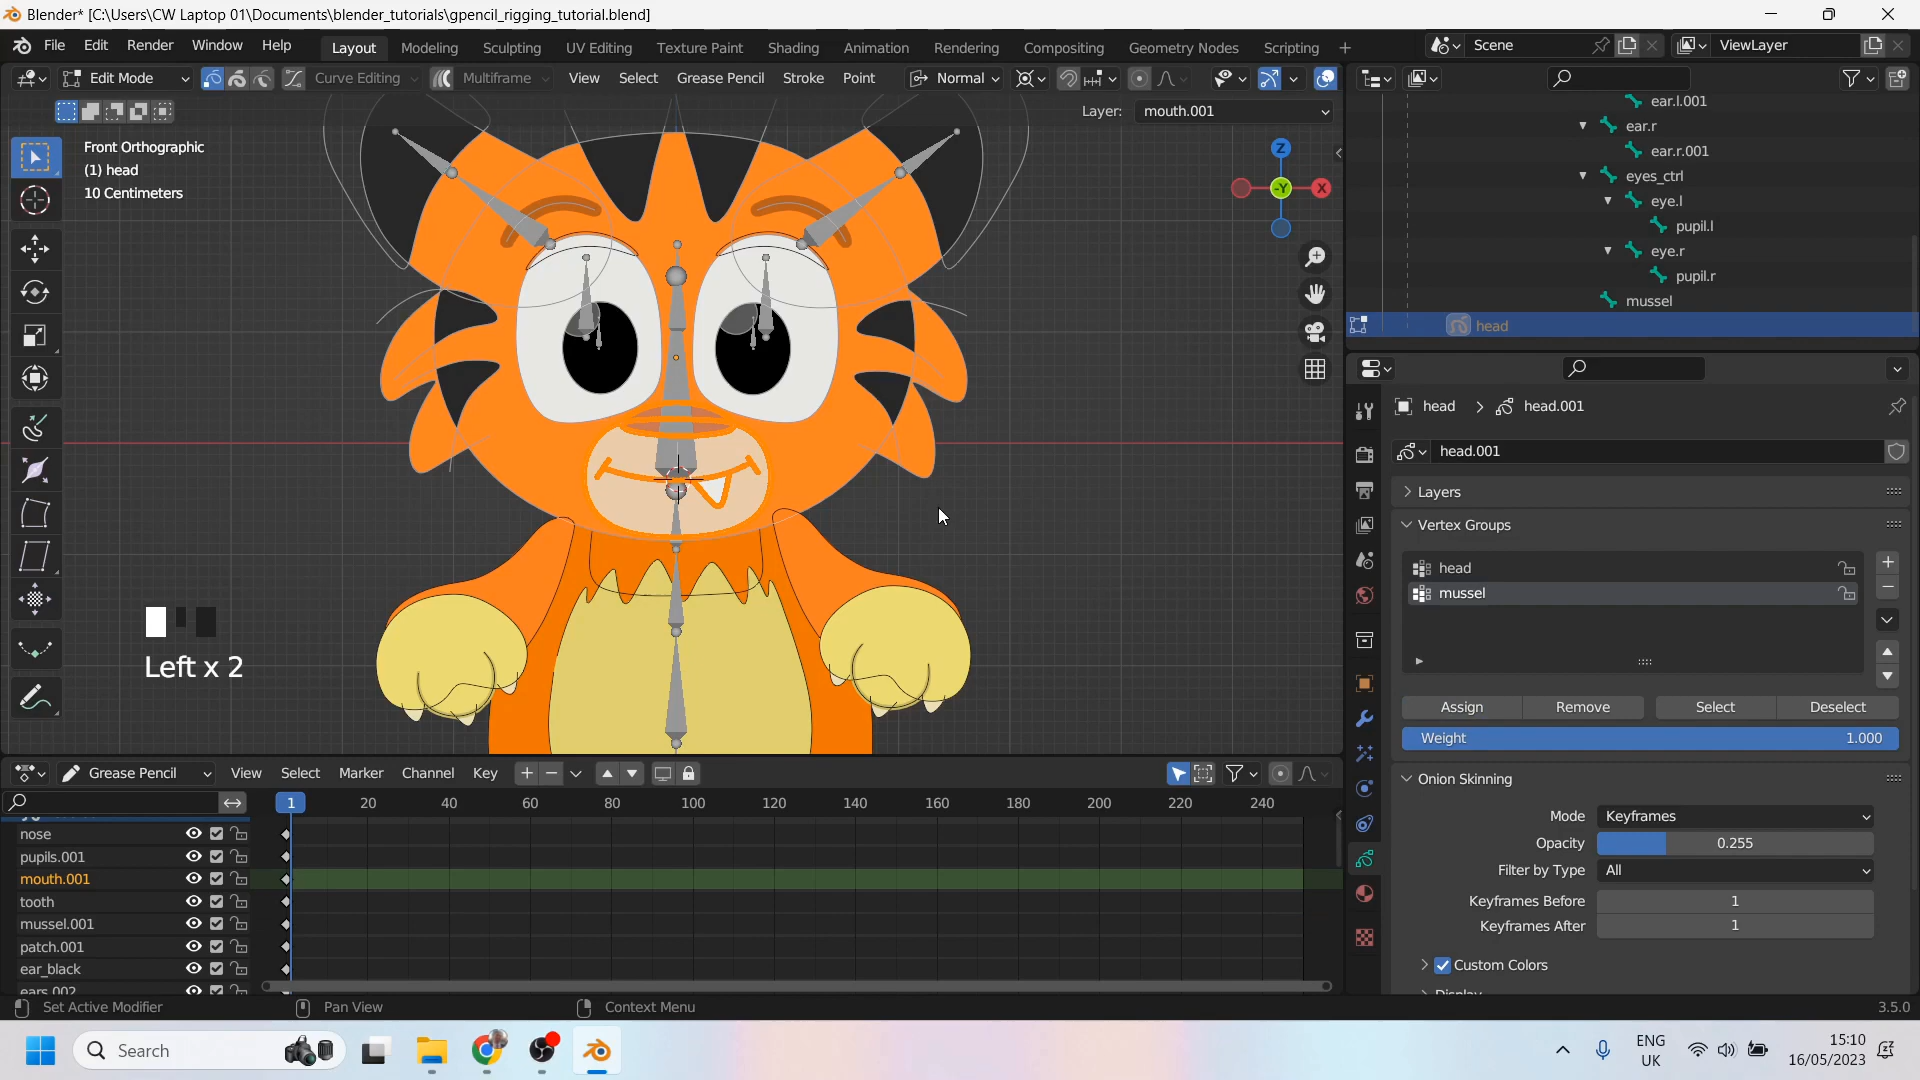 Blender* [C:\Users\CW Laptop 01\Documents\blender_tutorials\gpencil_rigging_tutorial.blend]
File Edit Render Window Help Layout Modeling Sculpting UV Editing Texture Paint Shading Animation Rendering Compositing Geometry Nodes Scripting + Scene ViewLayer
Edit Mode Curve Editing Multiframe View Select Grease Pencil Stroke Point Normal
Layer: mouth.001
Front Orthographic
(1) head
10 Centimeters
Z
-Y X
ear.l.001
ear.r
ear.r.001
eyes_ctrl
eye.l
pupil.l
eye.r
pupil.r
mussel
head
head > head.001
head.001
Layers
Vertex Groups
head
mussel
Assign Remove Select Deselect
Weight 1.000
Onion Skinning
Mode Keyframes
Opacity 0.255
Filter by Type All
Keyframes Before 1
Keyframes After 1
Custom Colors
Left x 2
Grease Pencil View Select Marker Channel Key
1 20 40 60 80 100 120 140 160 180 200 220 240
nose
pupils.001
mouth.001
tooth
mussel.001
patch.001
ear_black
Set Active Modifier Pan View Context Menu 3.5.0
Search
ENG
UK
15:10
16/05/2023